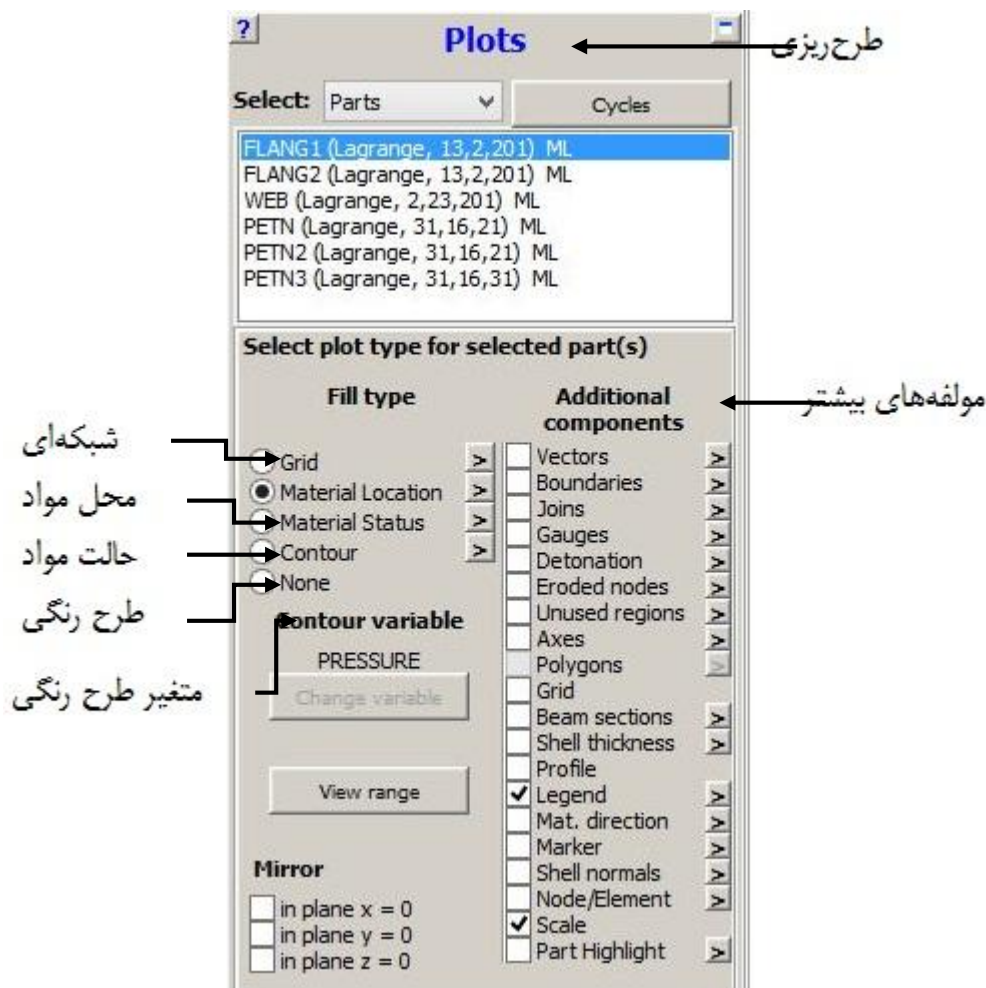 ?
Plots
-
طرح‌ریزی
Select: Parts Cycles
FLANG1 (Lagrange, 13,2,201) ML
FLANG2 (Lagrange, 13,2,201) ML
WEB (Lagrange, 2,23,201) ML
PETN (Lagrange, 31,16,21) ML
PETN2 (Lagrange, 31,16,21) ML
PETN3 (Lagrange, 31,16,31) ML
Select plot type for selected part(s)
Fill type
Grid >
Material Location >
Material Status >
Contour >
None
Contour variable
PRESSURE
Change variable
View range
Mirror
in plane x = 0
in plane y = 0
in plane z = 0
Additional
components
Vectors >
Boundaries >
Joins >
Gauges >
Detonation >
Eroded nodes >
Unused regions >
Axes >
Polygons >
Grid
Beam sections >
Shell thickness >
Profile
Legend >
Mat. direction >
Marker >
Shell normals >
Node/Element >
Scale
Part Highlight >
مولفه‌های بیشتر
شبکه‌ای
محل مواد
حالت مواد
طرح رنگی
متغیر طرح رنگی